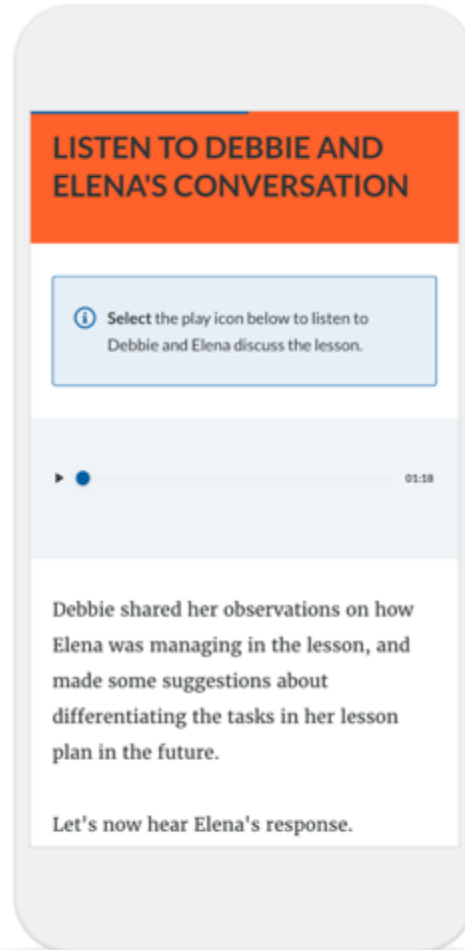 LISTEN TO DEBBIE AND
ELENA'S CONVERSATION
Select the play icon below to listen to
Debbie and Elena discuss the lesson.
01:18
Debbie shared her observations on how
Elena was managing in the lesson, and
made some suggestions about
differentiating the tasks in her lesson
plan in the future.
Let's now hear Elena's response.